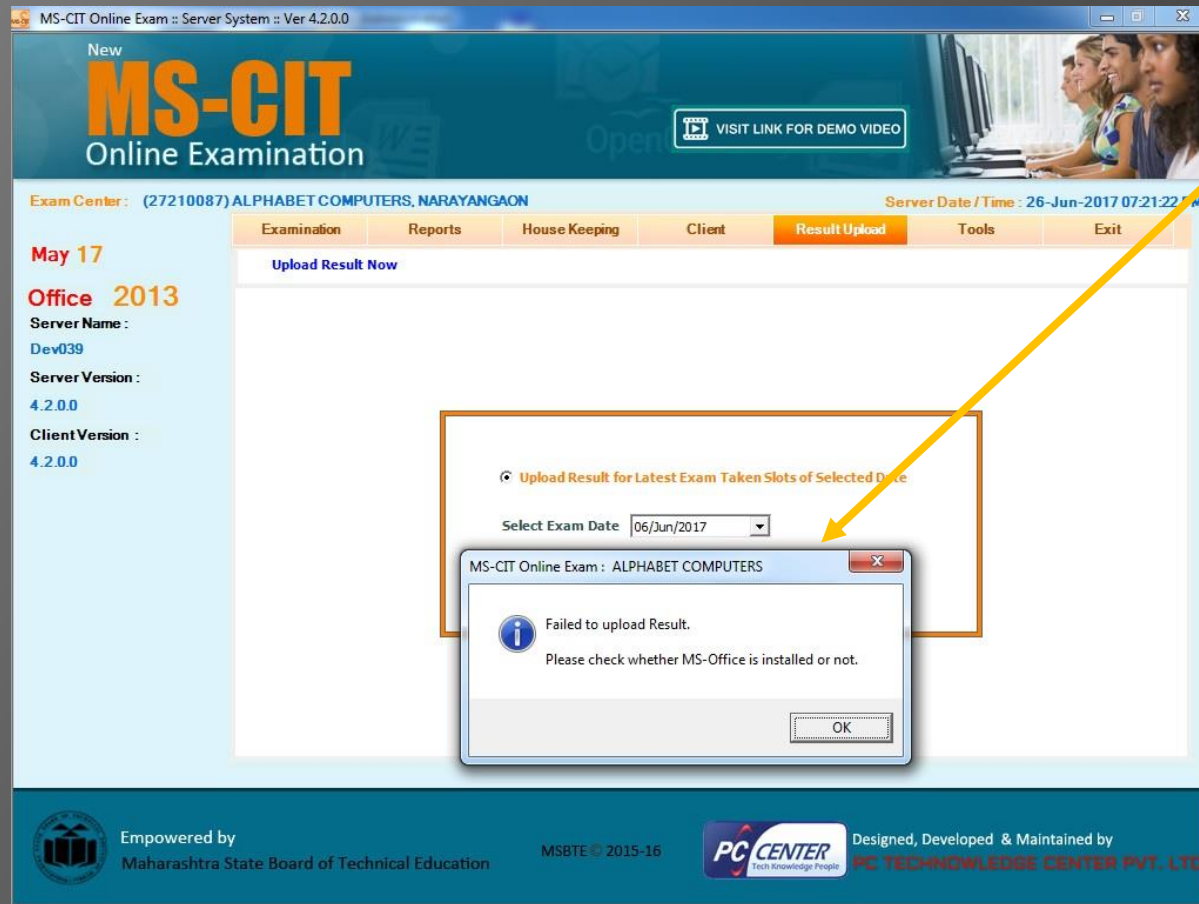 MS-CIT Online Exam :: Server System :: Ver 4.2.0.0
New
MS-CIT
Online Examination
VISIT LINK FOR DEMO VIDEO
Exam Center : (27210087) ALPHABET COMPUTERS, NARAYANGAON
Server Date / Time : 26-Jun-2017 07:21:22
Examination Reports House Keeping Client Result Upload Tools Exit
May 17
Upload Result Now
Office 2013
Server Name :
Dev039
Server Version :
4.2.0.0
Client Version :
4.2.0.0
Upload Result for Latest Exam Taken Slots of Selected Date
Select Exam Date 06/Jun/2017
MS-CIT Online Exam : ALPHABET COMPUTERS
Failed to upload Result.
Please check whether MS-Office is installed or not.
OK
Empowered by
Maharashtra State Board of Technical Education
MSBTE © 2015-16
PC CENTER
Tech Knowledge People
Designed, Developed & Maintained by
PC TECHNOWLEDGE CENTER PVT. LTD